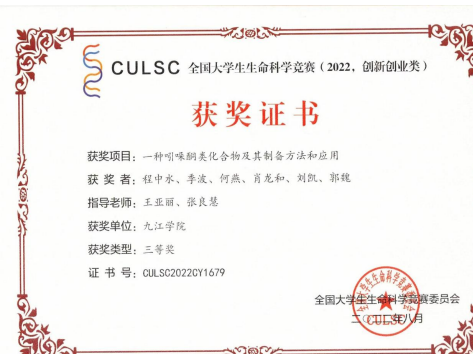 CULSC 全国大学生生命科学竞赛(2022,创新创业类)
获奖证书
获奖项目:一种吲哚酮类化合物及其制备方法和应用
获 奖 者:程中水、李波、何燕、肖龙和、刘凯、郭魏
指导老师:王亚丽、张良慧
获奖单位:九江学院
获奖类型:三等奖
证 书 号:CULSC2022CY1679
全国大学生生命科学竞赛委员会
二〇二二年八月
CULSC